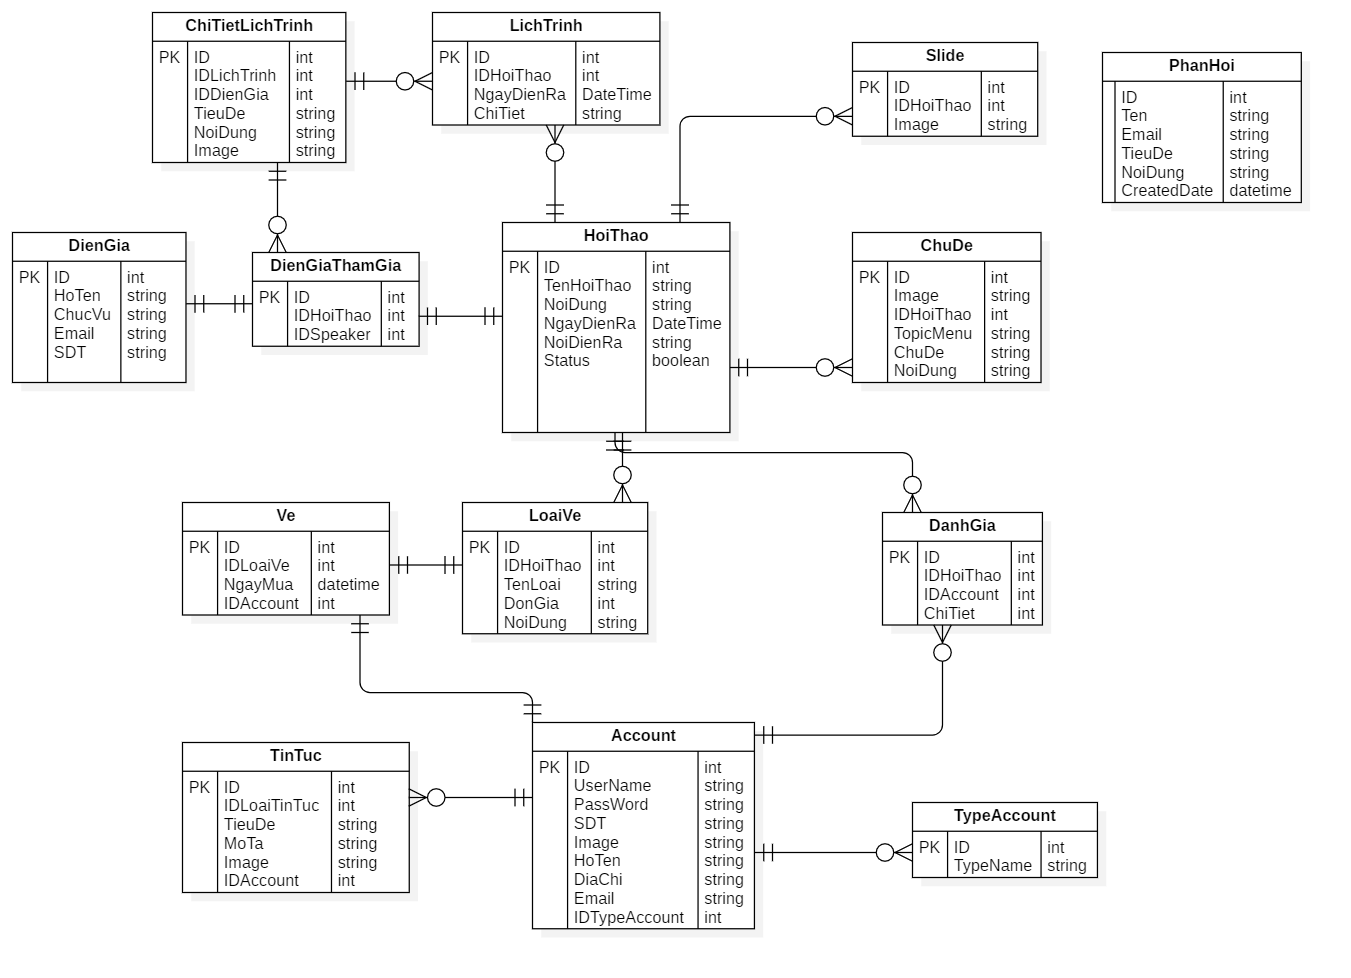 ChiTietLichTrinh
PK ID int
IDLichTrinh int
IDDienGia int
TieuDe string
NoiDung string
Image string
LichTrinh
PK ID int
IDHoiThao int
NgayDienRa DateTime
ChiTiet string
Slide
PK ID int
IDHoiThao int
Image string
PhanHoi
ID int
Ten string
Email string
TieuDe string
NoiDung string
CreatedDate datetime
DienGia
PK ID int
HoTen string
ChucVu string
Email string
SDT string
DienGiaThamGia
PK ID int
IDHoiThao int
IDSpeaker int
HoiThao
PK ID int
TenHoiThao string
NoiDung string
NgayDienRa DateTime
NoiDienRa string
Status boolean
ChuDe
PK ID int
Image string
IDHoiThao int
TopicMenu string
ChuDe string
NoiDung string
Ve
PK ID int
IDLoaiVe int
NgayMua datetime
IDAccount int
LoaiVe
PK ID int
IDHoiThao int
TenLoai string
DonGia int
NoiDung string
DanhGia
PK ID int
IDHoiThao int
IDAccount int
ChiTiet int
TinTuc
PK ID int
IDLoaiTinTuc int
TieuDe string
MoTa string
Image string
IDAccount int
Account
PK ID int
UserName string
PassWord string
SDT string
Image string
HoTen string
DiaChi string
Email string
IDTypeAccount int
TypeAccount
PK ID int
TypeName string